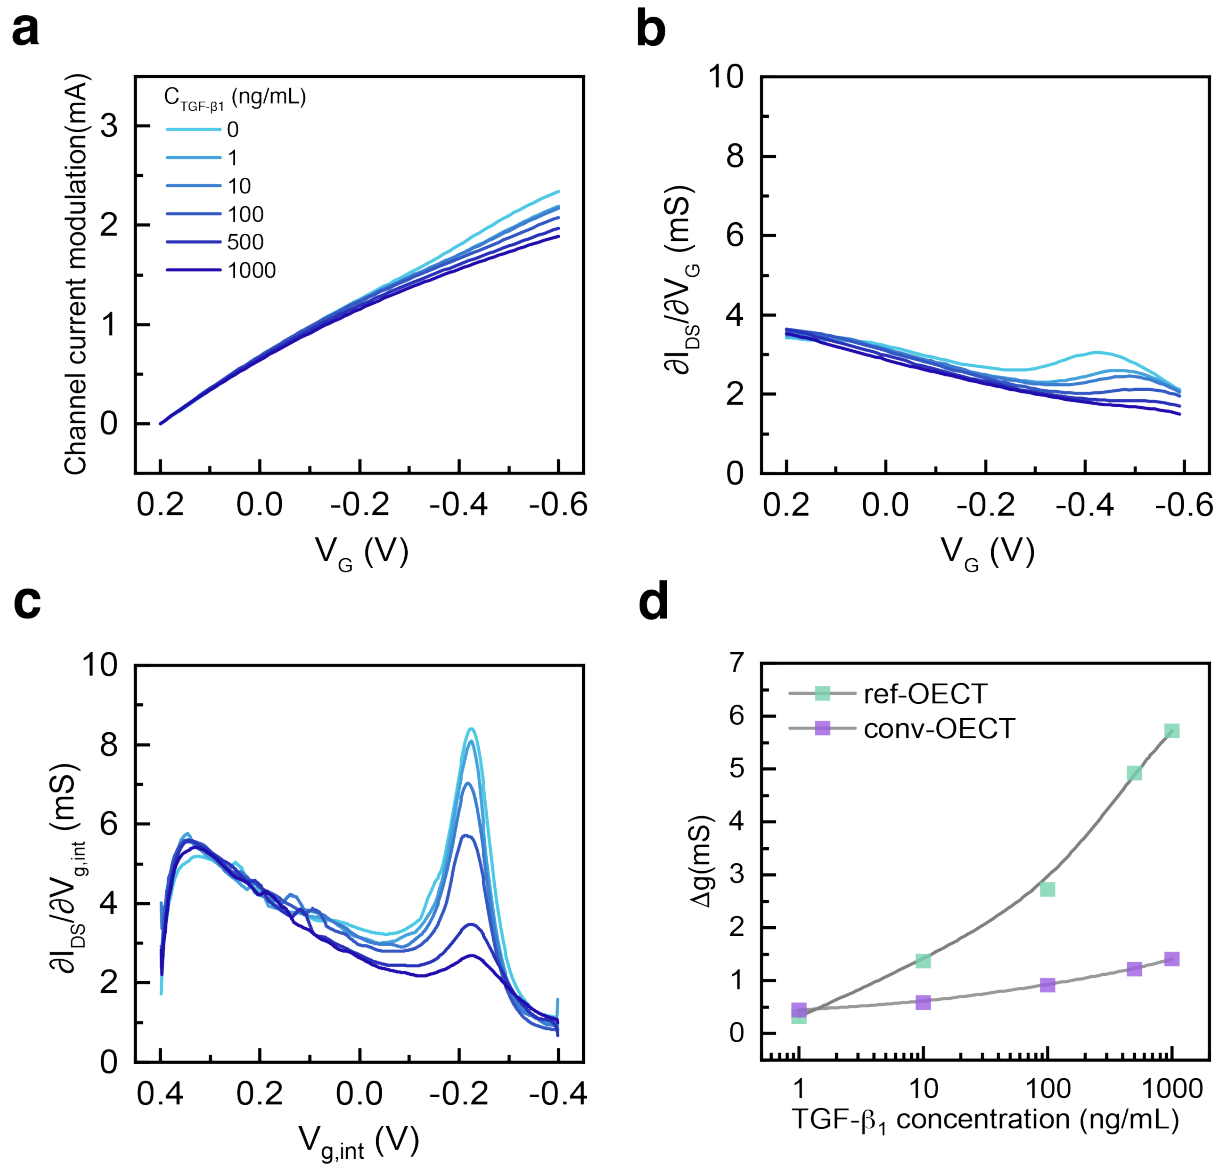 a
Channel current modulation(mA)
3
2
1
0
C_TGF-β1 (ng/mL)
0
1
10
100
500
1000
0.2 0.0 -0.2 -0.4 -0.6
V_G (V)
b
∂I_DS/∂V_G (mS)
10
8
6
4
2
0
0.2 0.0 -0.2 -0.4 -0.6
V_G (V)
c
∂I_DS/∂V_g,int (mS)
10
8
6
4
2
0
0.4 0.2 0.0 -0.2 -0.4
V_g,int (V)
d
Δg(mS)
7
6
5
4
3
2
1
0
ref-OECT
conv-OECT
1 10 100 1000
TGF-β₁ concentration (ng/mL)